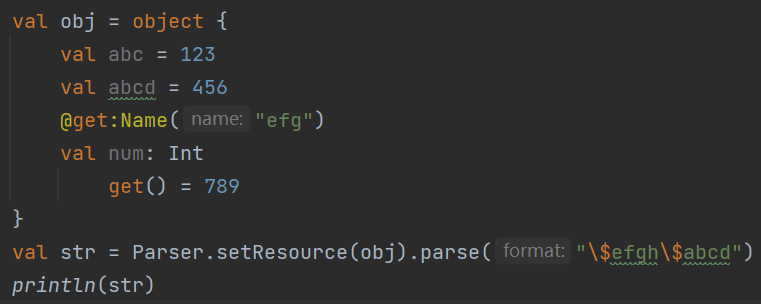 val obj = object {
    val abc = 123
    val abcd = 456
    @get:Name( name: "efg")
    val num: Int
        get() = 789
}
val str = Parser.setResource(obj).parse( format: "\$efgh\$abcd")
println(str)